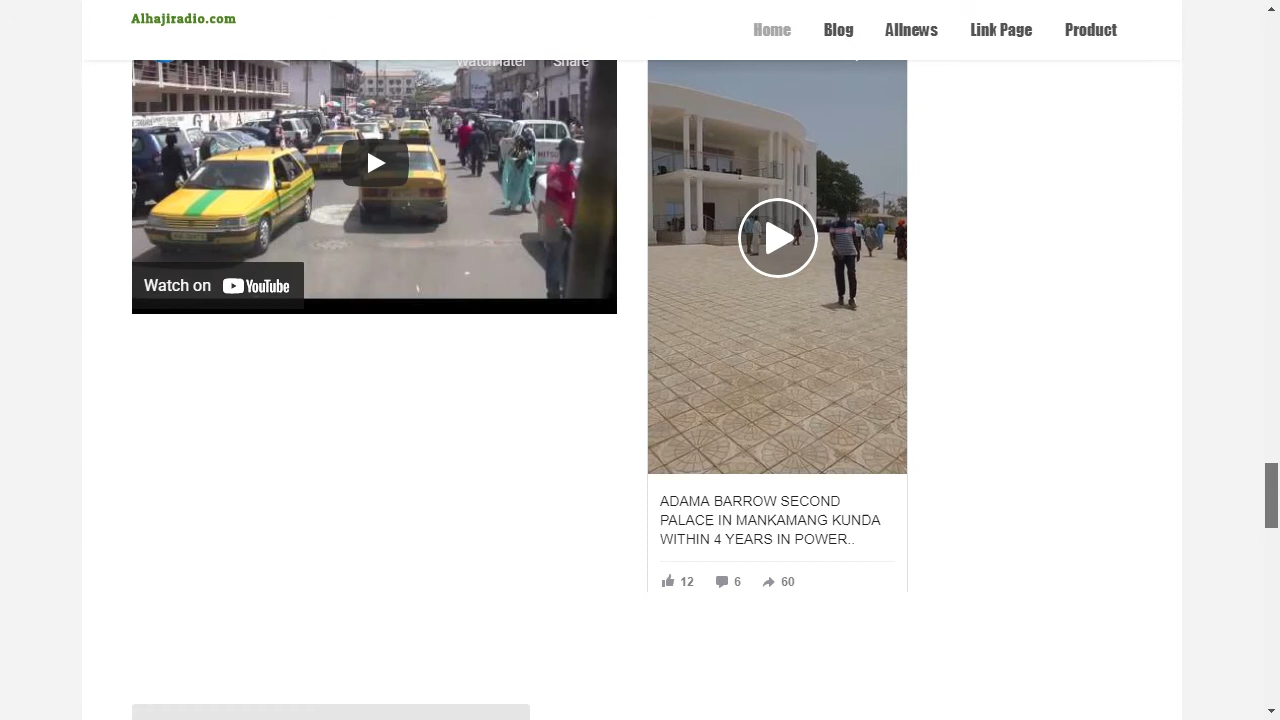 Alhajiradio.com
Home Blog Allnews Link Page Product
Watch later Share
MITSU
Watch on YouTube
ADAMA BARROW SECOND
PALACE IN MANKAMANG KUNDA
WITHIN 4 YEARS IN POWER..
12 6 60